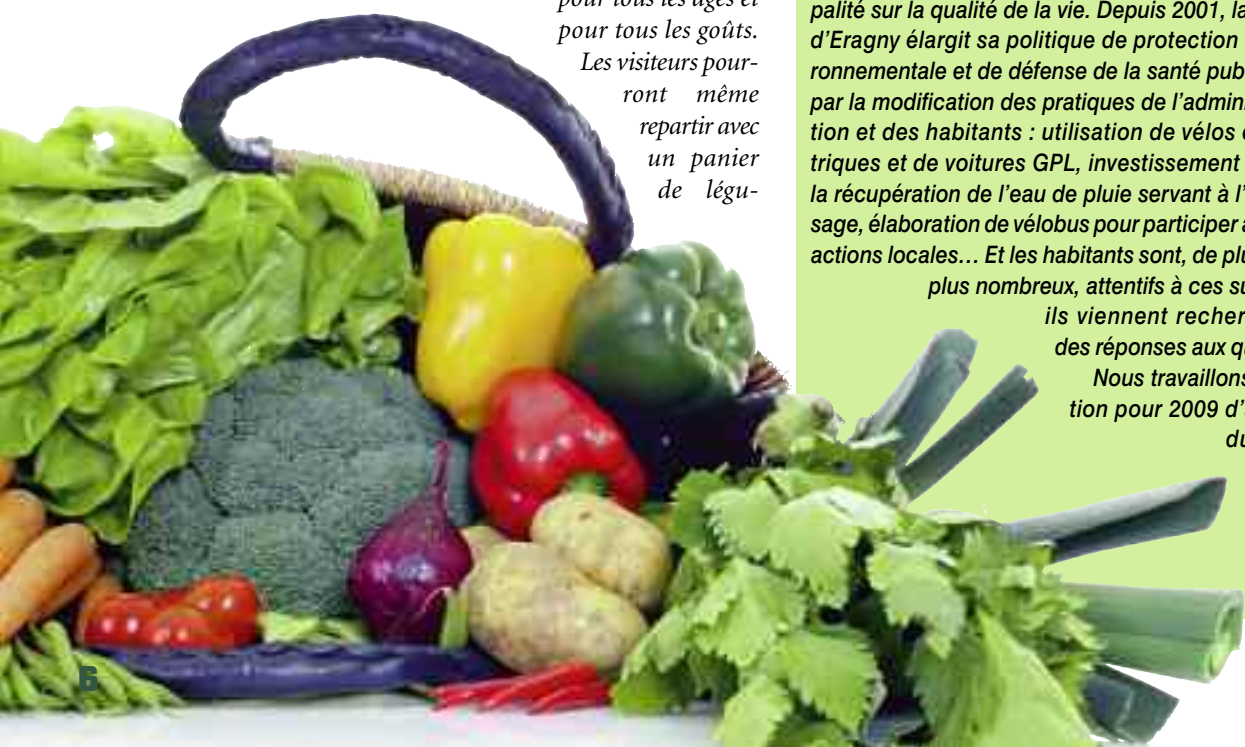 pour tous les âges et
pour tous les goûts.
Les visiteurs pour-
ront même
repartir avec
un panier
de légu-
palité sur la qualité de la vie. Depuis 2001, la
d’Eragny élargit sa politique de protection
ronnementale et de défense de la santé pub
par la modification des pratiques de l’admin
tion et des habitants : utilisation de vélos
triques et de voitures GPL, investissement
la récupération de l’eau de pluie servant à l’
sage, élaboration de vélobus pour participer
actions locales… Et les habitants sont, de plu
plus nombreux, attentifs à ces su
ils viennent recher
des réponses aux qu
Nous travaillons
tion pour 2009 d’
du
6